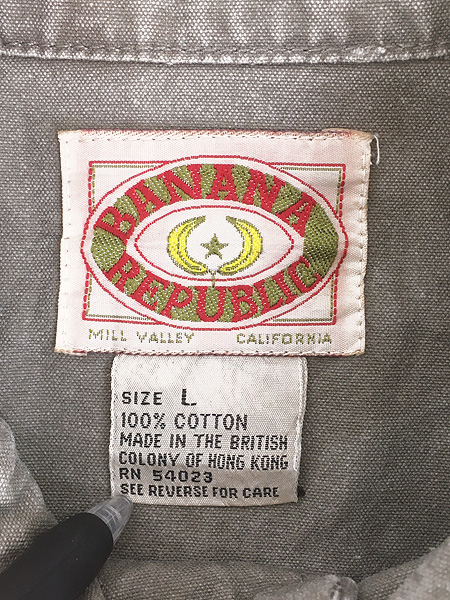 BANANA
REPUBLIC
MILL VALLEY CALIFORNIA
SIZE L
100% COTTON
MADE IN THE BRITISH
COLONY OF HONG KONG
RN 54023
SEE REVERSE FOR CARE